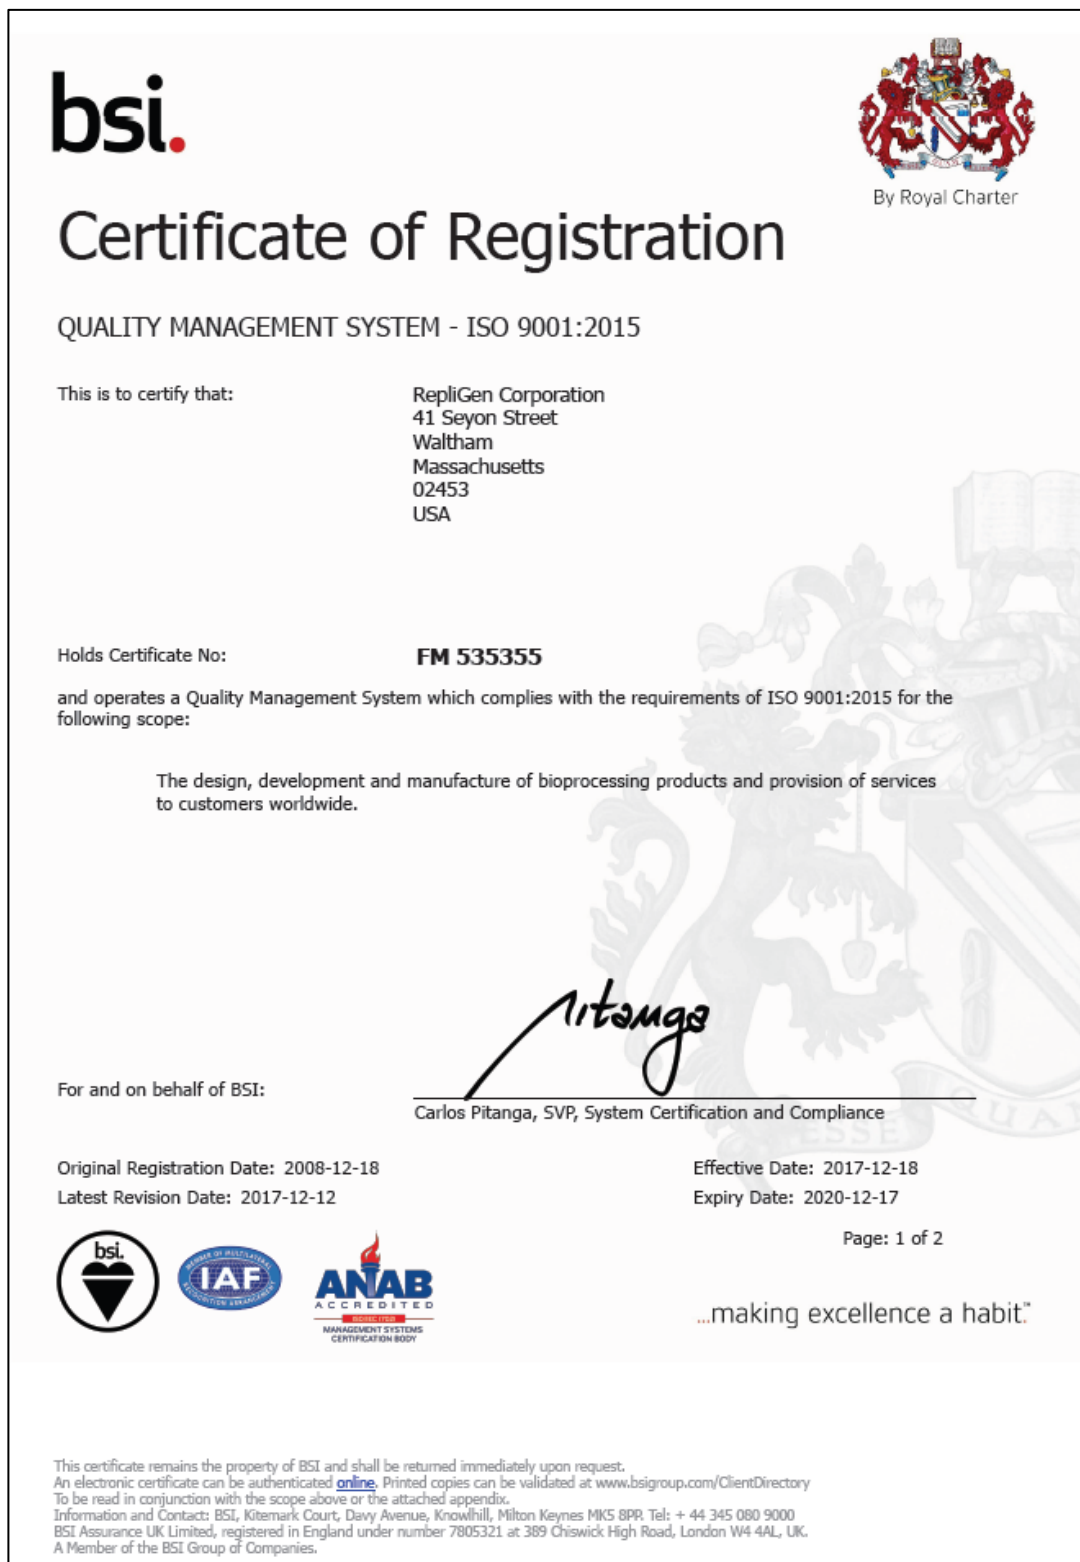 bsi.
By Royal Charter
Certificate of Registration
QUALITY MANAGEMENT SYSTEM - ISO 9001:2015
This is to certify that:
RepliGen Corporation
41 Seyon Street
Waltham
Massachusetts
02453
USA
Holds Certificate No:
FM 535355
and operates a Quality Management System which complies with the requirements of ISO 9001:2015 for the
following scope:
The design, development and manufacture of bioprocessing products and provision of services
to customers worldwide.
Pitanga
For and on behalf of BSI:
Carlos Pitanga, SVP, System Certification and Compliance
ESSE
QUA
Original Registration Date: 2008-12-18
Effective Date: 2017-12-18
Latest Revision Date: 2017-12-12
Expiry Date: 2020-12-17
Page: 1 of 2
bsi.
MEMBER OF MULTILATERAL
IAF
RECOGNITION ARRANGEMENT
ANAB
ACCREDITED
MANAGEMENT SYSTEMS
CERTIFICATION BODY
...making excellence a habit.™
This certificate remains the property of BSI and shall be returned immediately upon request.
An electronic certificate can be authenticated online. Printed copies can be validated at www.bsigroup.com/ClientDirectory
To be read in conjunction with the scope above or the attached appendix.
Information and Contact: BSI, Kitemark Court, Davy Avenue, Knowlhill, Milton Keynes MK5 8PP. Tel: + 44 345 080 9000
BSI Assurance UK Limited, registered in England under number 7805321 at 389 Chiswick High Road, London W4 4AL, UK.
A Member of the BSI Group of Companies.